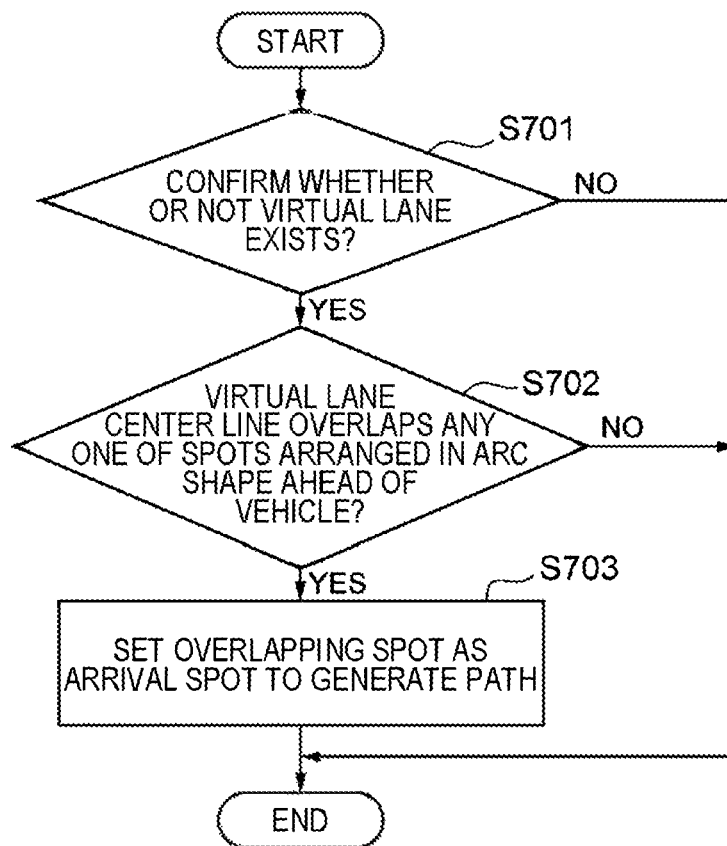 START
S701
CONFIRM WHETHER
OR NOT VIRTUAL LANE
EXISTS?
NO
YES
S702
VIRTUAL LANE
CENTER LINE OVERLAPS ANY
ONE OF SPOTS ARRANGED IN ARC
SHAPE AHEAD OF
VEHICLE?
NO
YES
S703
SET OVERLAPPING SPOT AS
ARRIVAL SPOT TO GENERATE PATH
END